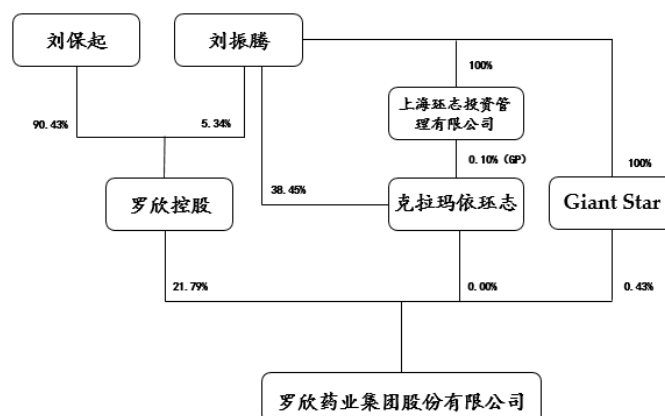 刘保起
刘振腾
100%
上海珏志投资管
理有限公司
90.43%
5.34%
0.10% (GP)
100%
38.45%
罗欣控股
克拉玛依珏志
Giant Star
21.79%
0.00%
0.43%
罗欣药业集团股份有限公司